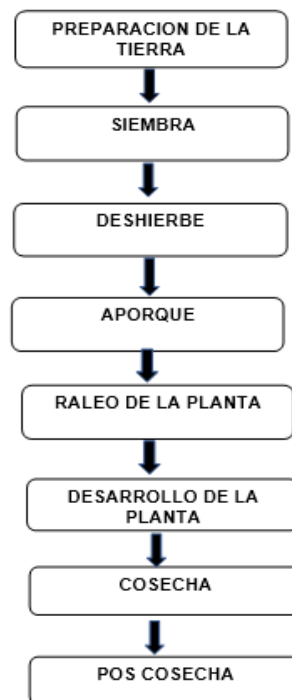 PREPARACION DE LA
TIERRA
SIEMBRA
DESHIERBE
APORQUE
RALEO DE LA PLANTA
DESARROLLO DE LA
PLANTA
COSECHA
POS COSECHA